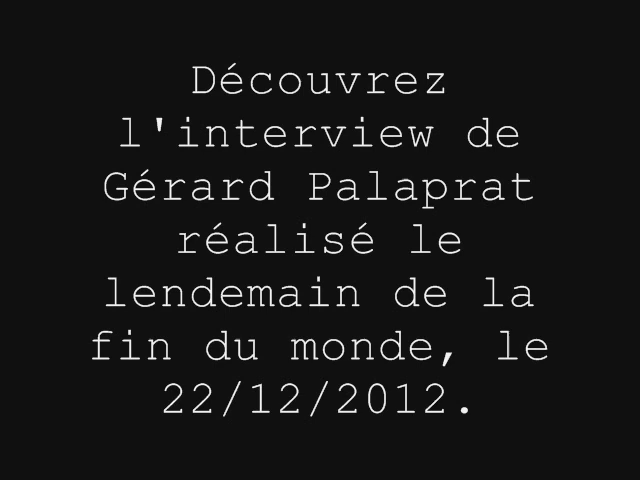 Découvrez
l'interview de
Gérard Palaprat
réalisé le
lendemain de la
fin du monde, le
22/12/2012.